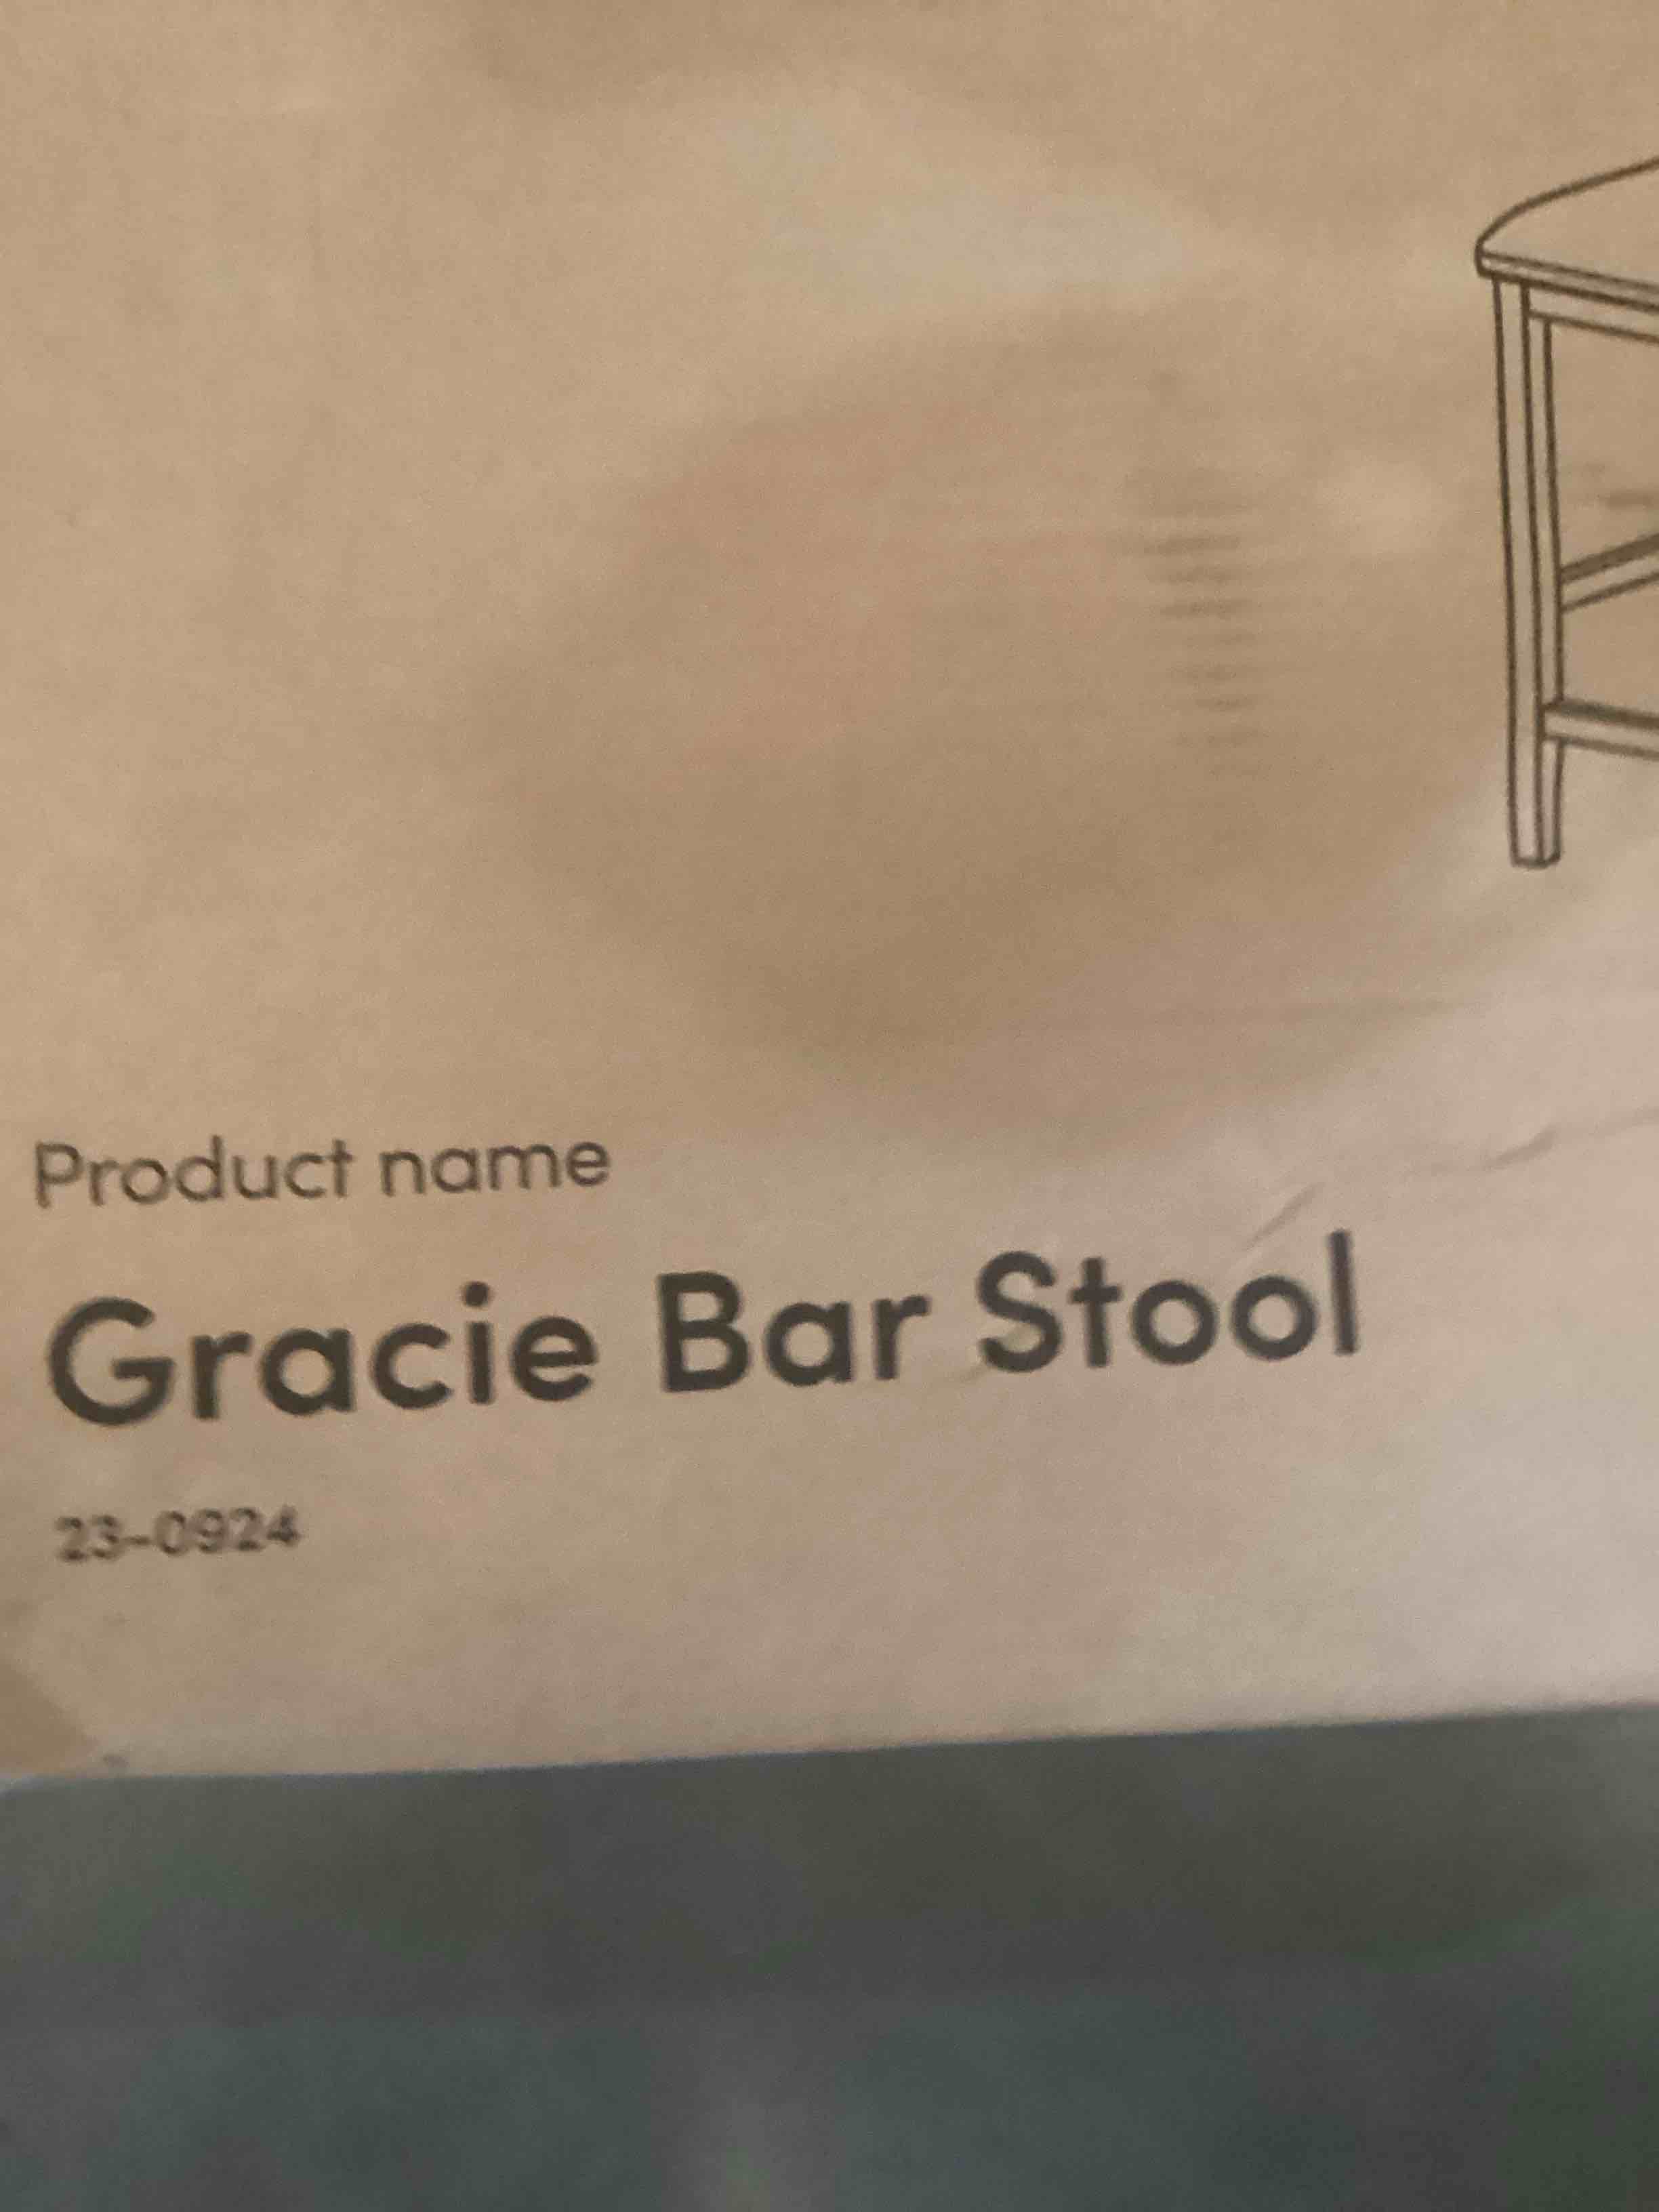 Product name
Gracie Bar Stool
23-0924